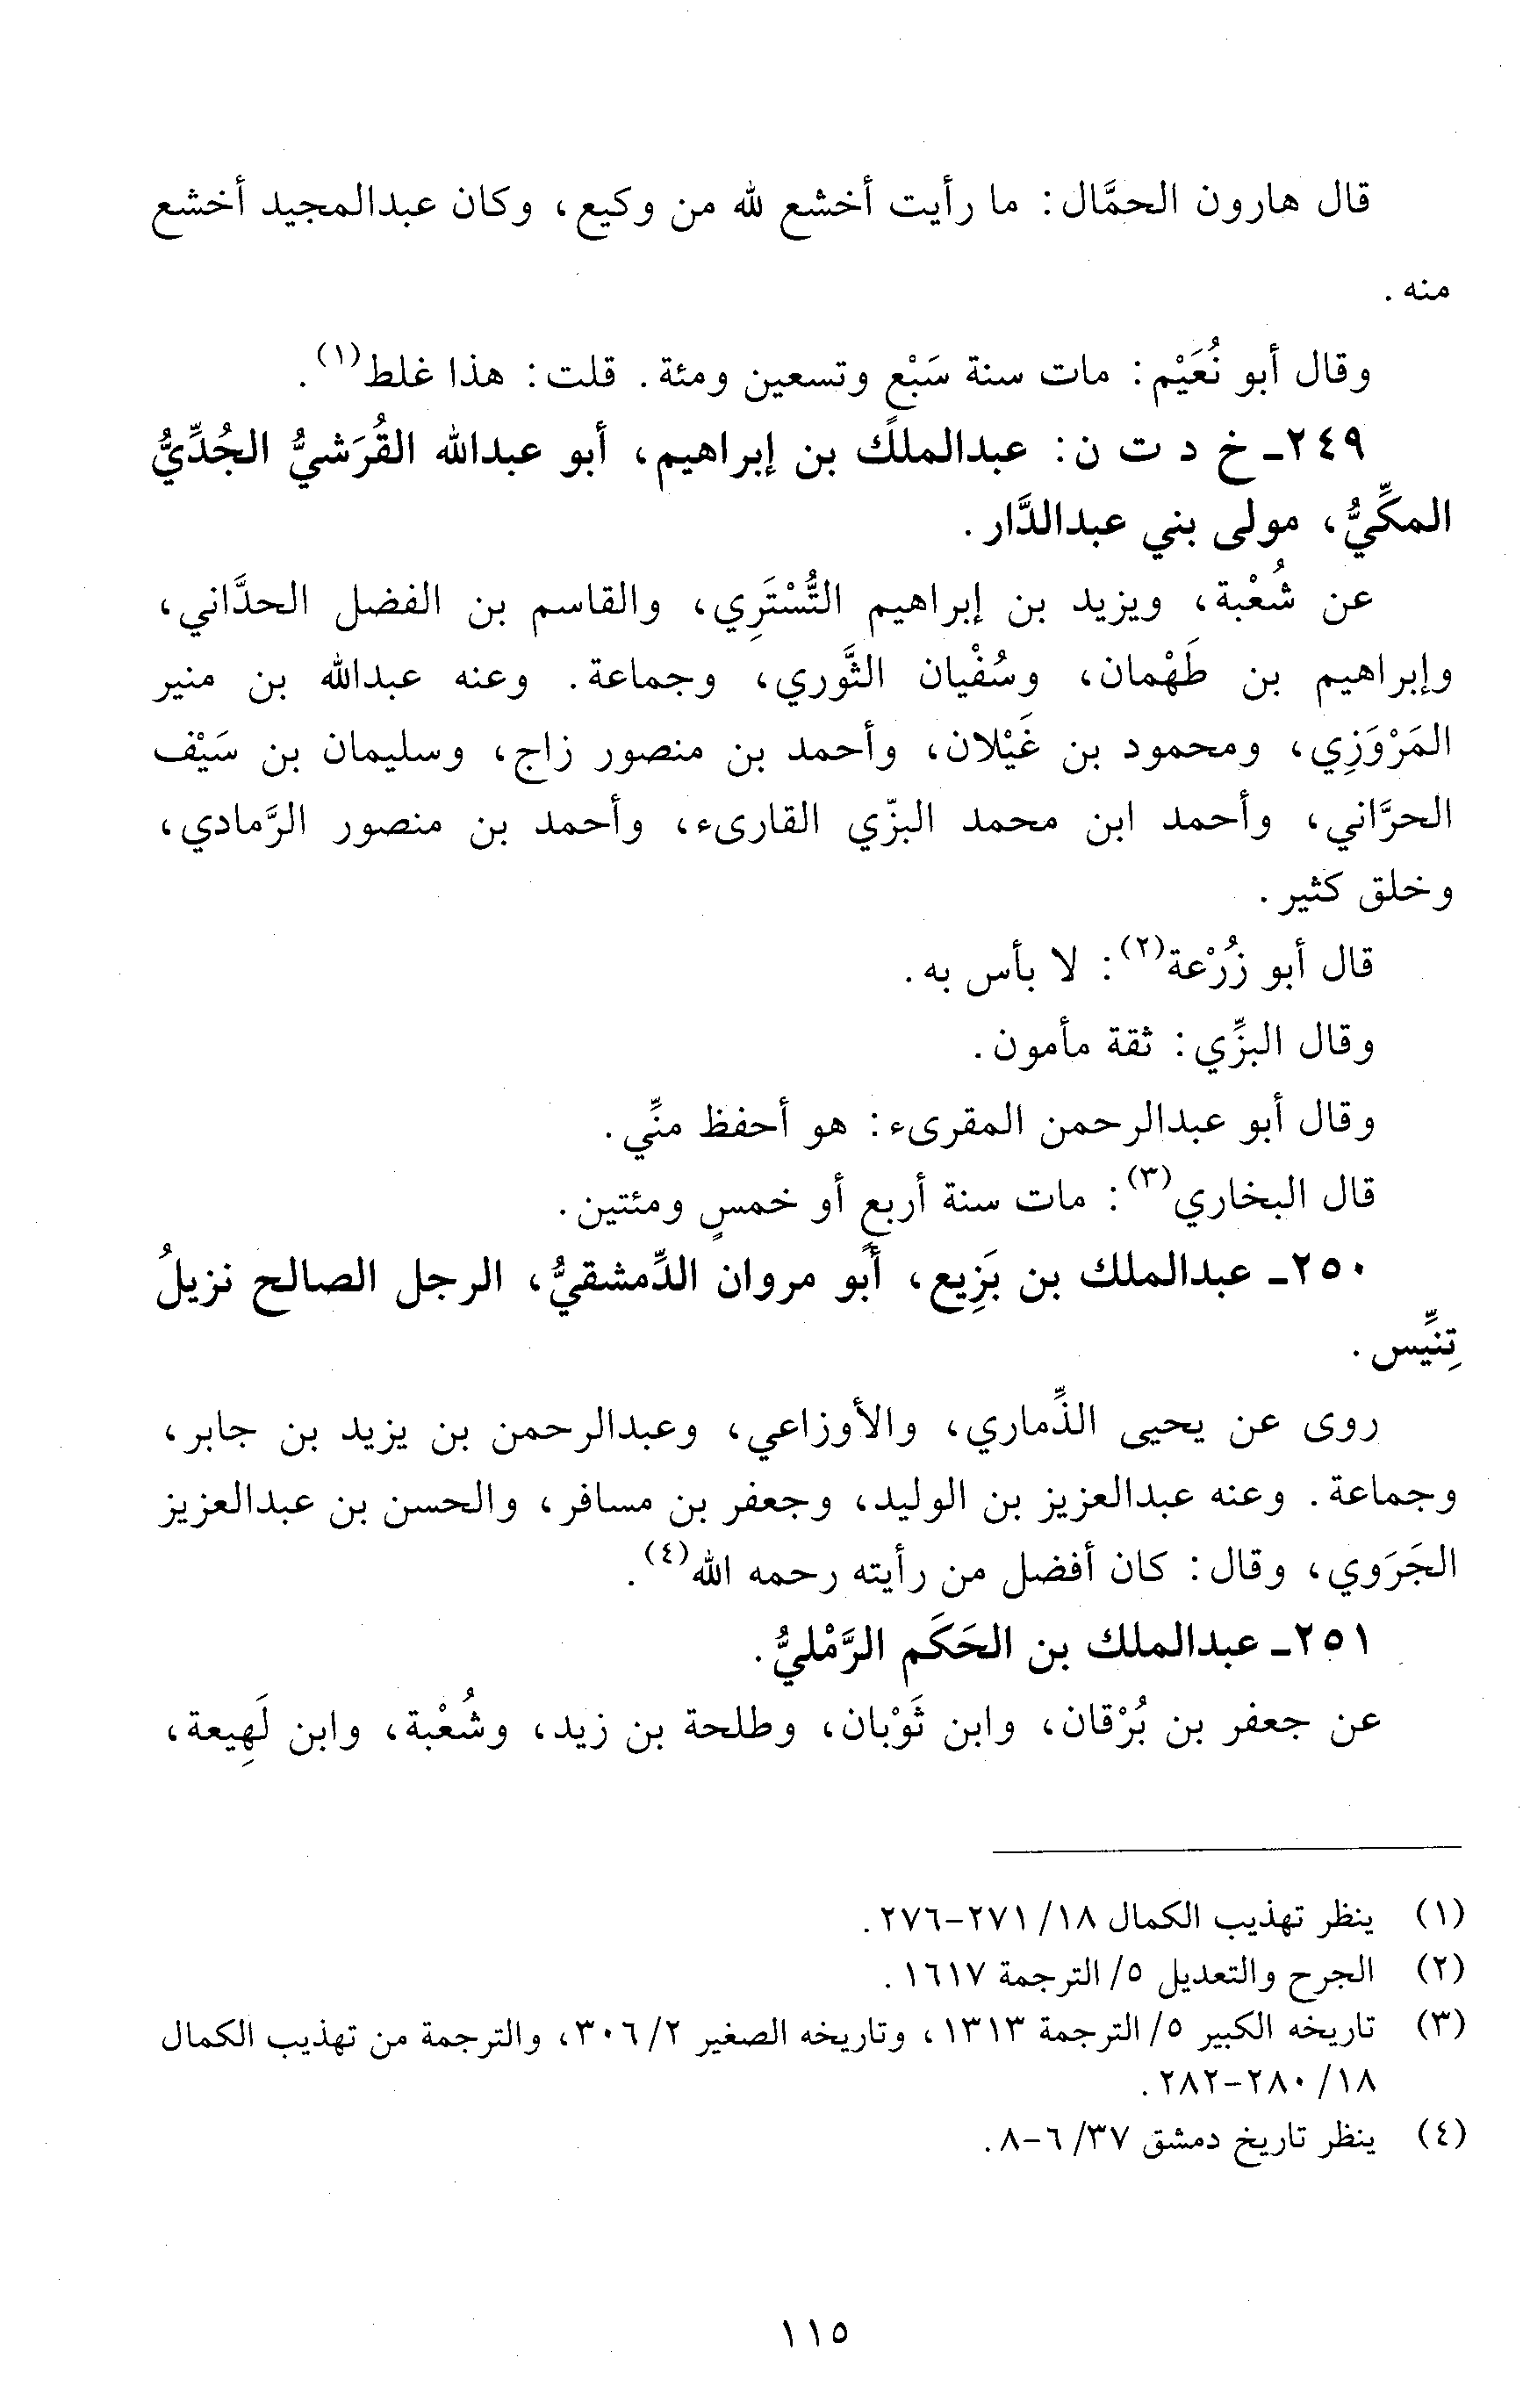 قال هارون الحمَّال: ما رأيت أخشع لله من وكيع، وكان عبدالمجيد أخشع
منه.
وقال أبو نُعَيْم: مات سنة سَبْع وتسعين ومئة. قلت: هذا غلط(١).
٢٤٩- خ د ت ن: عبدالملك بن إبراهيم، أبو عبدالله القُرَشيُّ الجُدِّيُّ
المكِّيُّ، مولى بني عبدالدَّار.
عن شُعْبة، ويزيد بن إبراهيم التُّسْتَرِي، والقاسم بن الفضل الحدَّاني،
وإبراهيم بن طَهْمان، وسُفْيان الثَّوري، وجماعة. وعنه عبدالله بن منير
المَرْوَزِي، ومحمود بن غَيْلان، وأحمد بن منصور زاج، وسليمان بن سَيْف
الحرَّاني، وأحمد ابن محمد البزّي القارىء، وأحمد بن منصور الرَّمادي،
وخلق كثير.
قال أبو زُرْعة(٢): لا بأس به.
وقال البزِّي: ثقة مأمون.
وقال أبو عبدالرحمن المقرىء: هو أحفظ منِّي.
قال البخاري(٣): مات سنة أربعٍ أو خمسٍ ومئتين.
٢٥٠- عبدالملك بن بَزِيع، أبو مروان الدِّمشقيُّ، الرجل الصالح نزيلُ
تِنِّيس.
روى عن يحيى الذِّماري، والأوزاعي، وعبدالرحمن بن يزيد بن جابر،
وجماعة. وعنه عبدالعزيز بن الوليد، وجعفر بن مسافر، والحسن بن عبدالعزيز
الجَرَوي، وقال: كان أفضل من رأيته رحمه الله(٤).
٢٥١- عبدالملك بن الحَكَم الرَّمْليُّ.
عن جعفر بن بُرْقان، وابن ثَوْبان، وطلحة بن زيد، وشُعْبة، وابن لَهِيعة،
(١) ينظر تهذيب الكمال ١٨/ ٢٧١-٢٧٦.
(٢) الجرح والتعديل ٥/ الترجمة ١٦١٧.
(٣) تاريخه الكبير ٥/ الترجمة ١٣١٣، وتاريخه الصغير ٢/ ٣٠٦، والترجمة من تهذيب الكمال
١٨/ ٢٨٠-٢٨٢.
(٤) ينظر تاريخ دمشق ٣٧/ ٦-٨.
١١٥